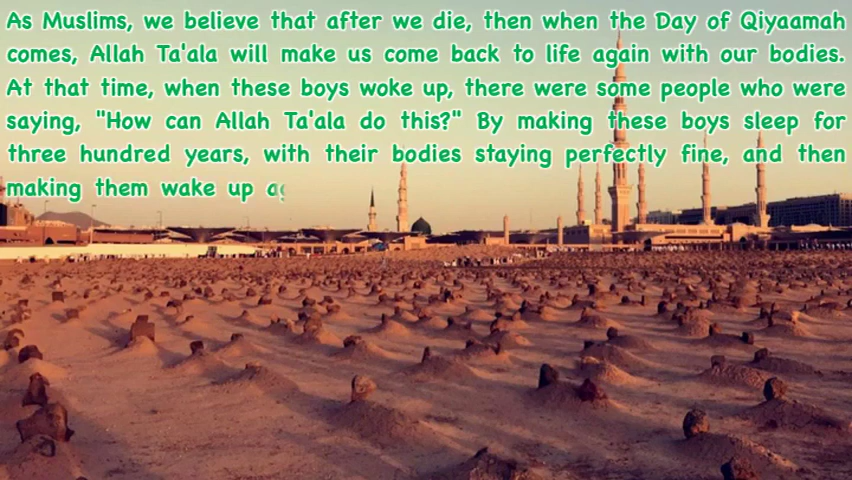 As Muslims, we believe that after we die, then when the Day of Qiyaamah
comes, Allah Ta'ala will make us come back to life again with our bodies.
At that time, when these boys woke up, there were some people who were
saying, "How can Allah Ta'ala do this?" By making these boys sleep for
three hundred years, with their bodies staying perfectly fine, and then
making them wake up